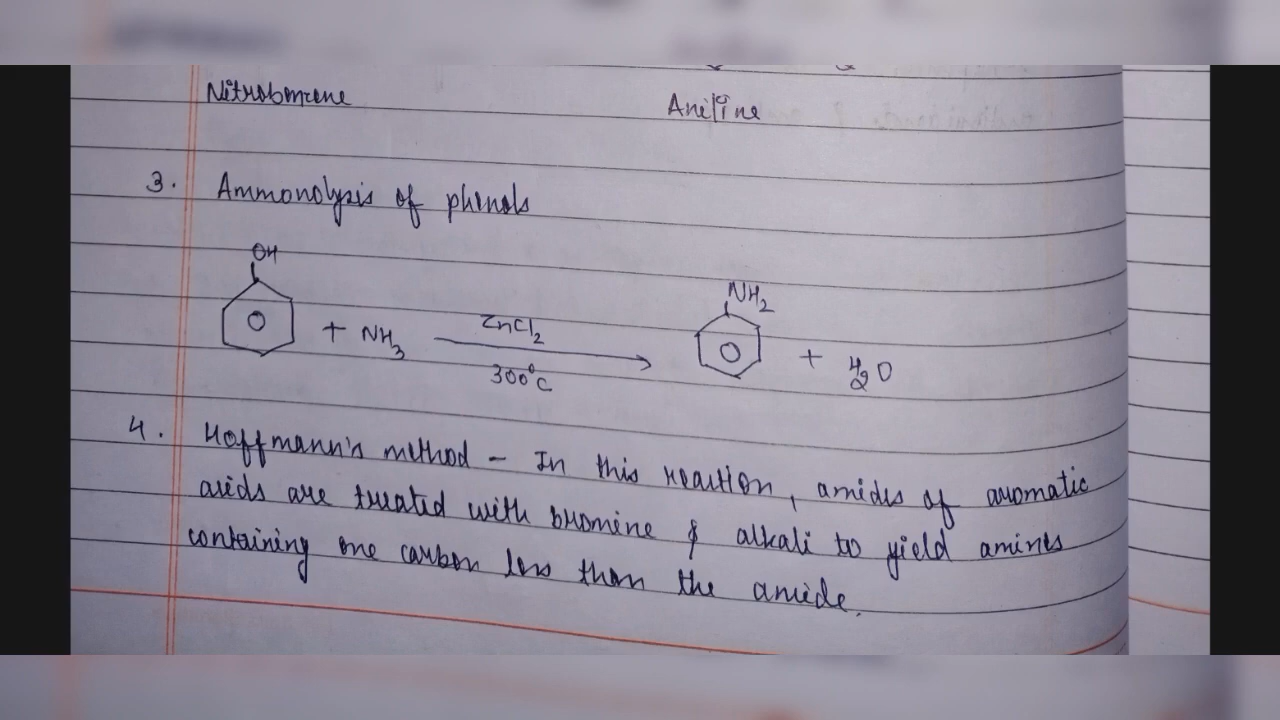 Nitrobenzene Aniline
3. Ammonolysis of phenols
OH NH2
+ NH3 ZnCl2 + H2O
300°C
4. Hoffmann's method - In this reaction, amides of aromatic
acids are treated with bromine & alkali to yield amines
containing one carbon less than the amide.